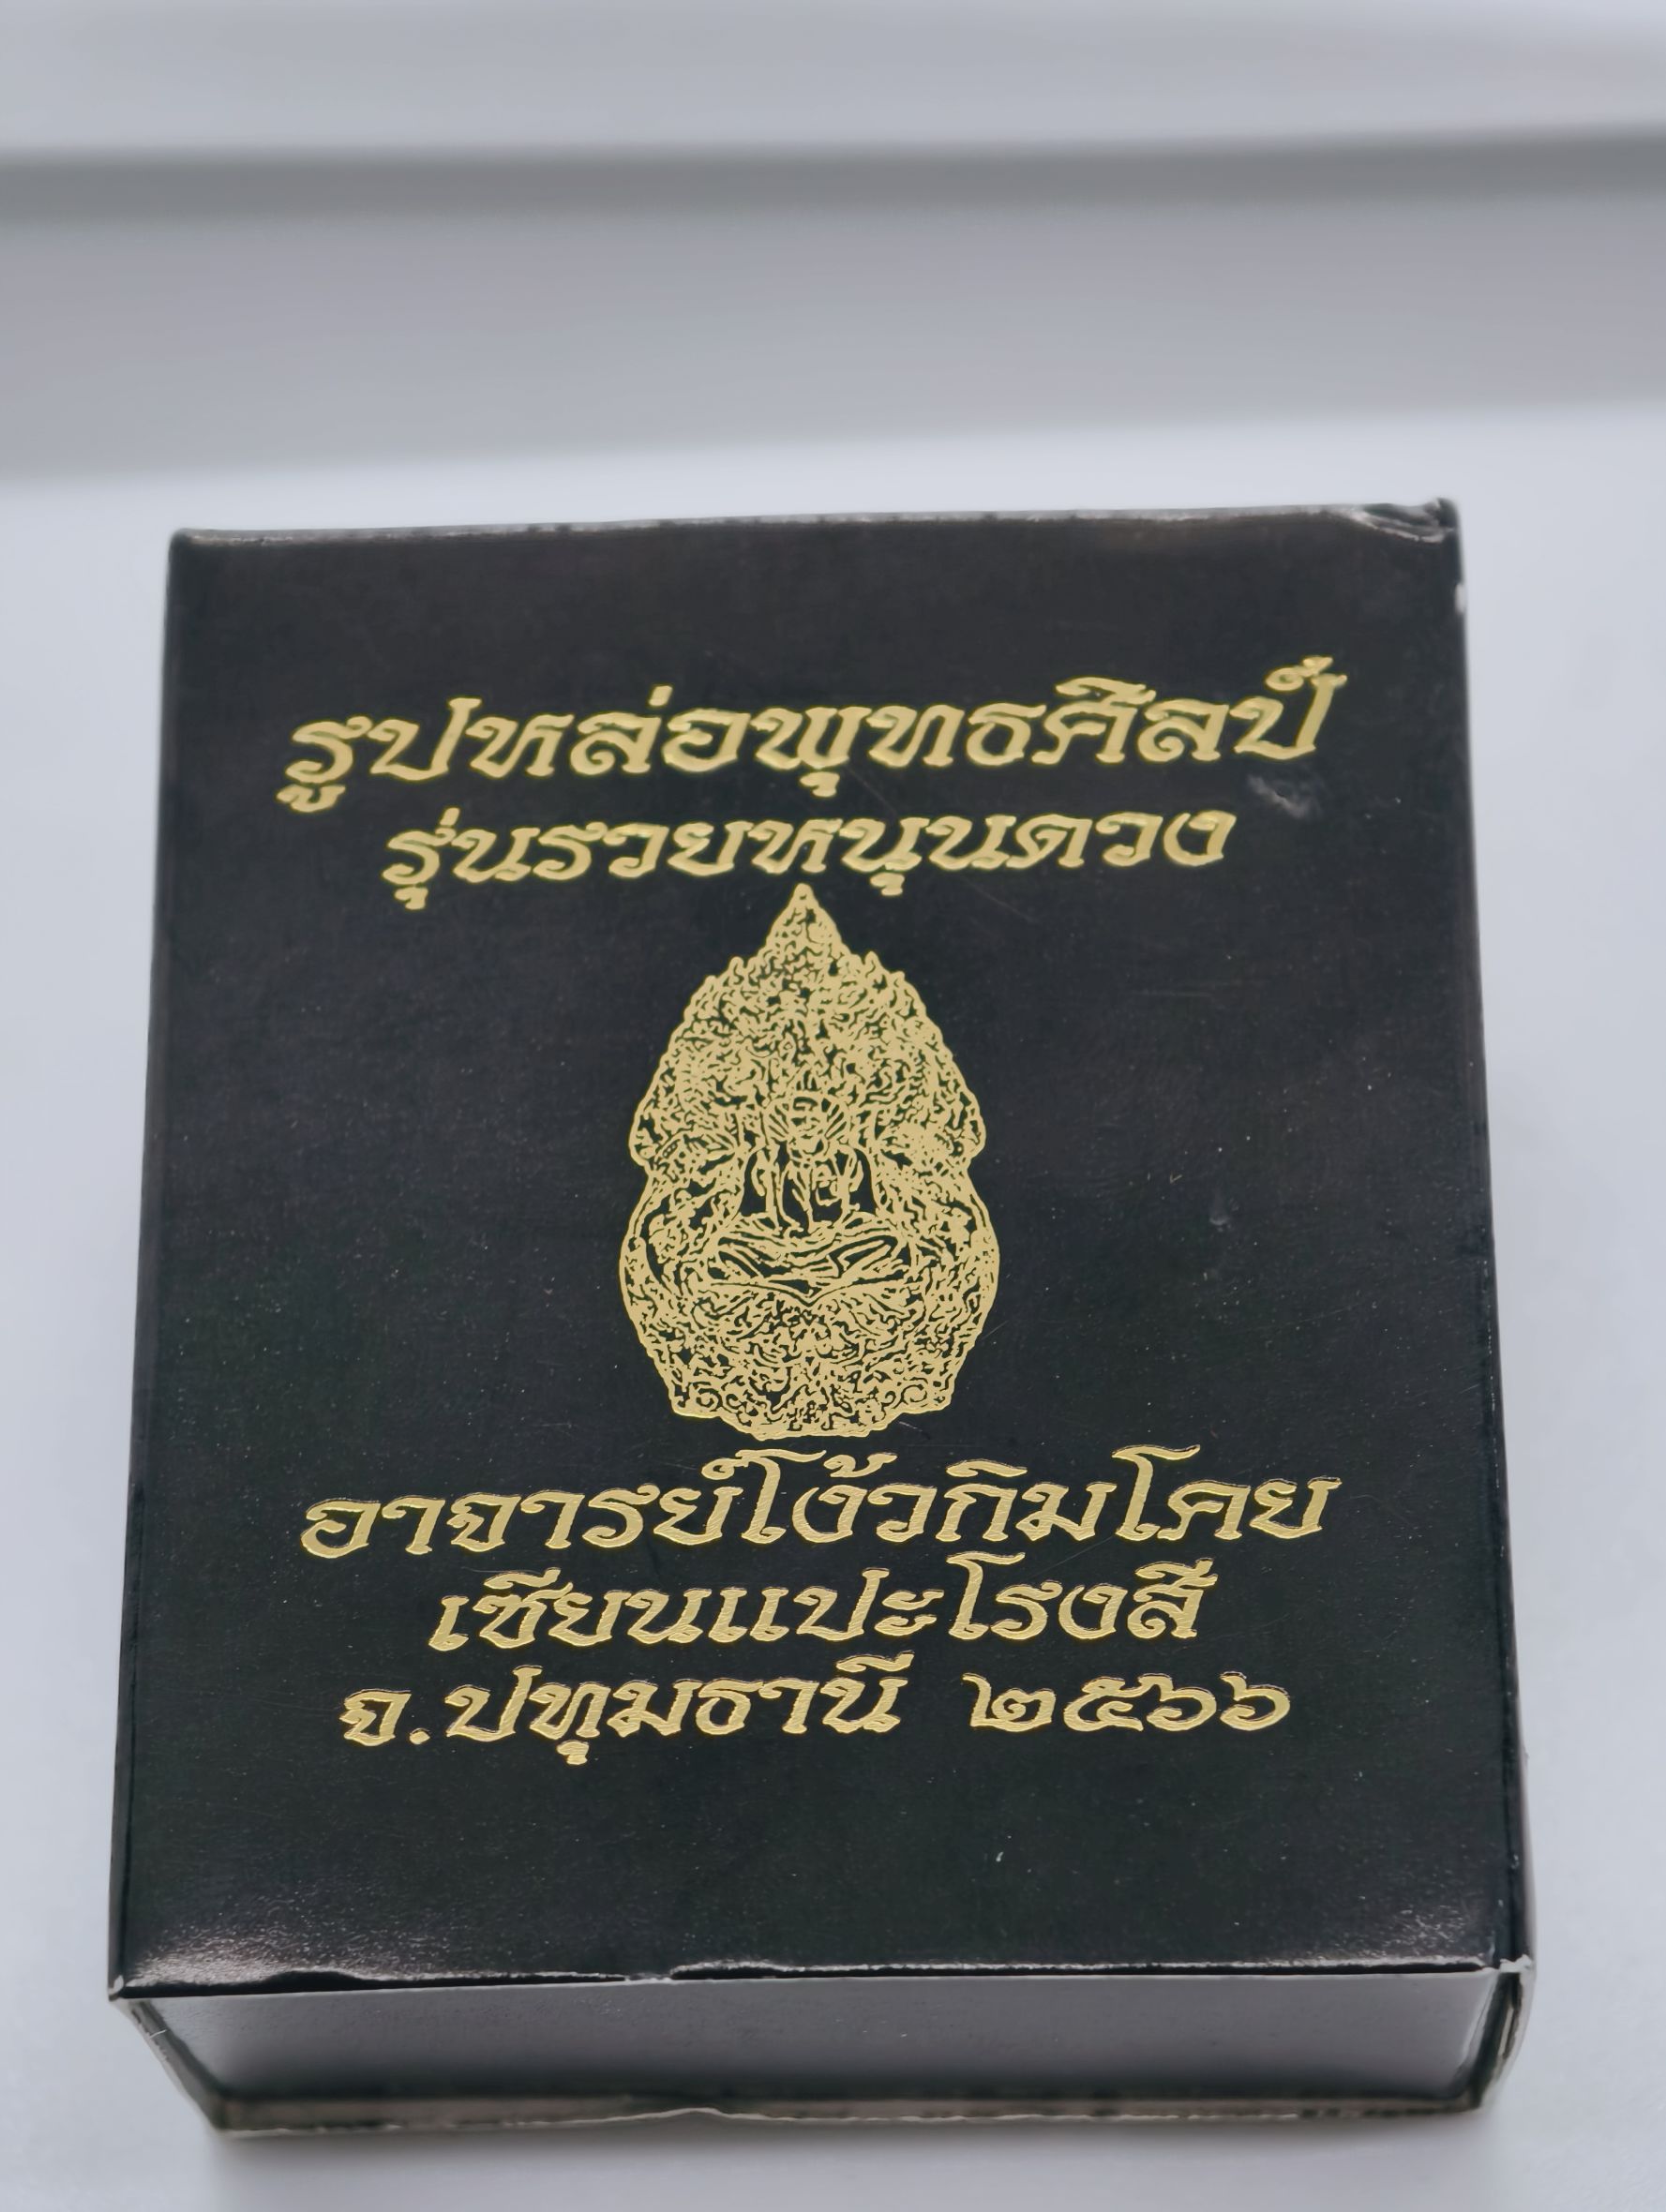 รูปหล่อพุทธศิลป์
รุ่นรวยหนุนดวง
อาจารย์โง้วกิมโคย
เซียนแปะโรงสี
จ.ปทุมธานี ๒๕๖๖